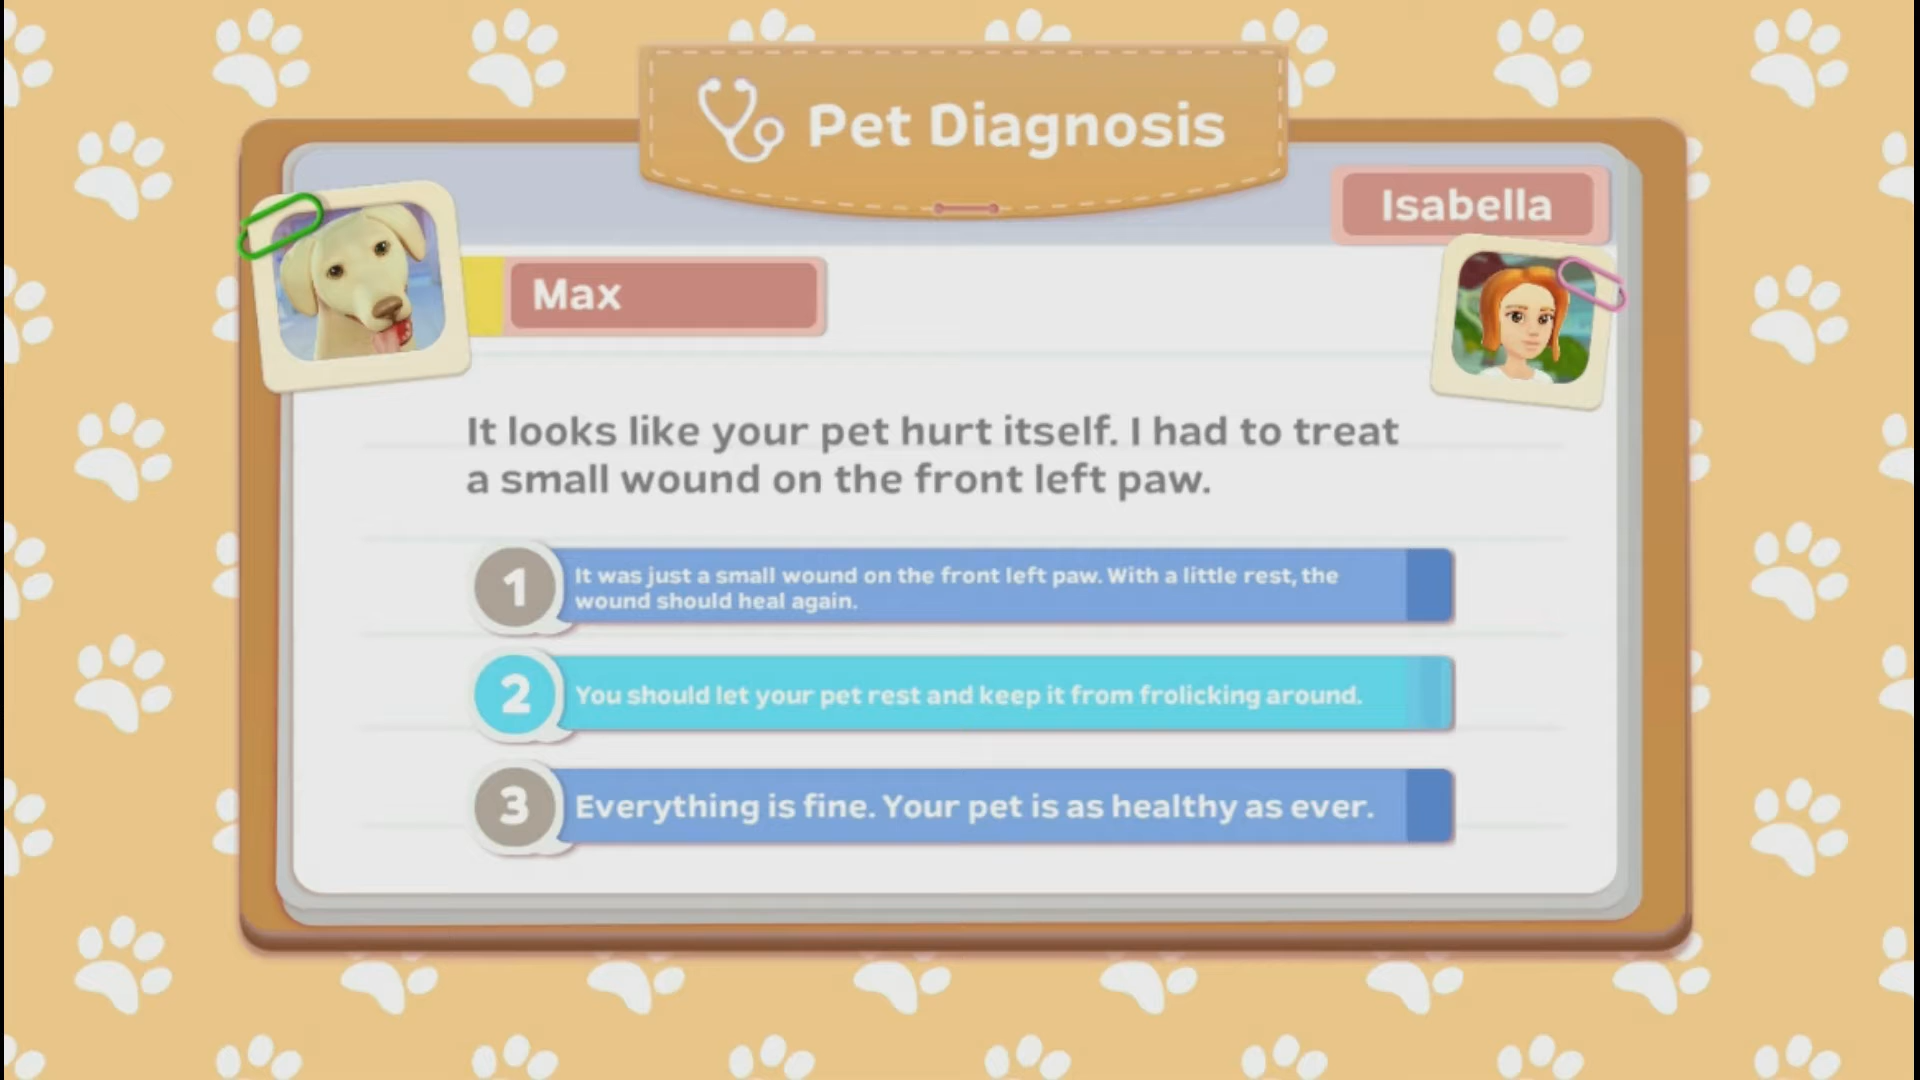 Pet Diagnosis
Isabella
Max
It looks like your pet hurt itself. I had to treat
a small wound on the front left paw.
1
It was just a small wound on the front left paw. With a little rest, the
wound should heal again.
2
You should let your pet rest and keep it from frolicking around.
3
Everything is fine. Your pet is as healthy as ever.